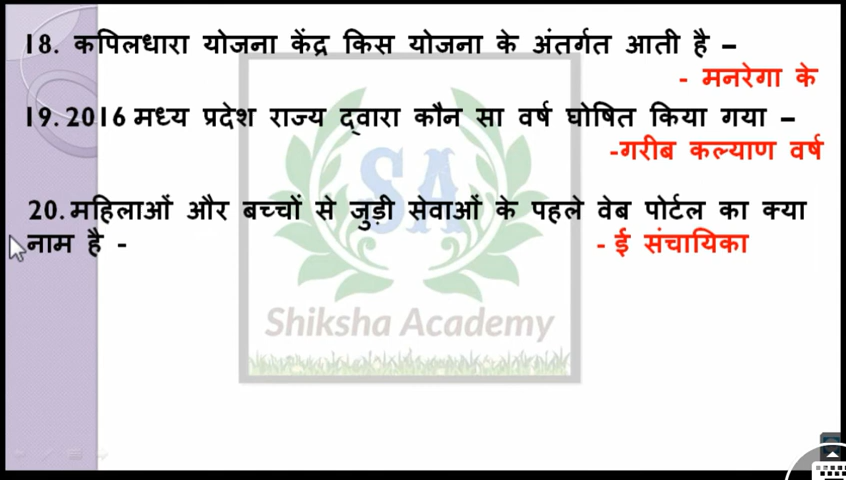 18. कपिलधारा योजना केंद्र किस योजना के अंतर्गत आती है –
- मनरेगा के
19. 2016 मध्य प्रदेश राज्य द्वारा कौन सा वर्ष घोषित किया गया –
-गरीब कल्याण वर्ष
20. महिलाओं और बच्चों से जुड़ी सेवाओं के पहले वेब पोर्टल का क्या
नाम है -
- ई संचायिका
SA
Shiksha Academy